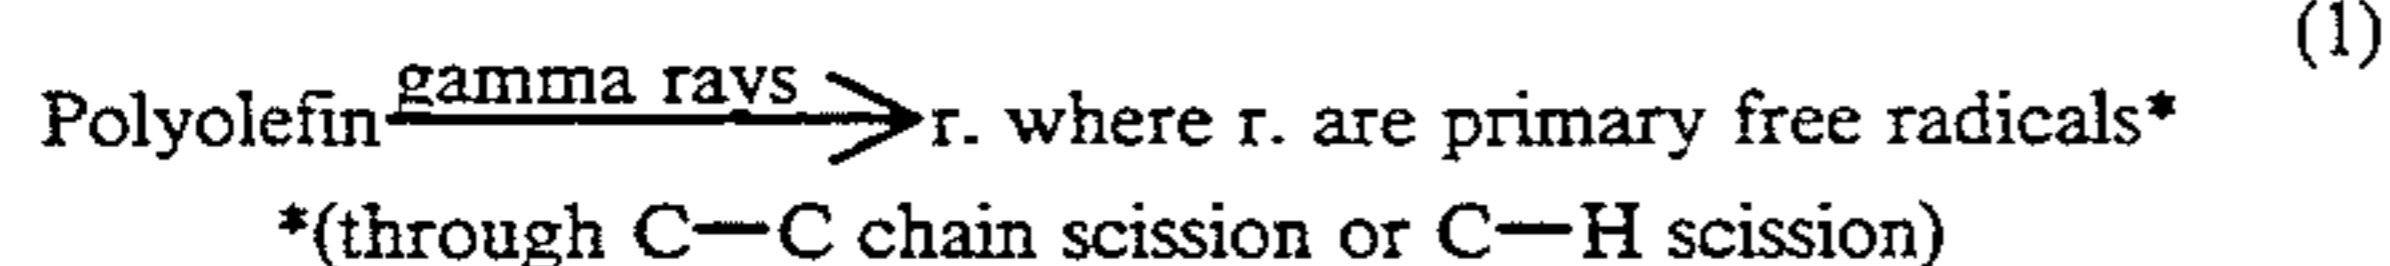 (1)
Polyolefin gamma rays r. where r. are primary free radicals*
*(through C—C chain scission or C—H scission)